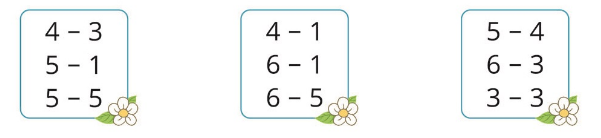 4 – 3
5 – 1
5 – 5
4 – 1
6 – 1
6 – 5
5 – 4
6 – 3
3 – 3